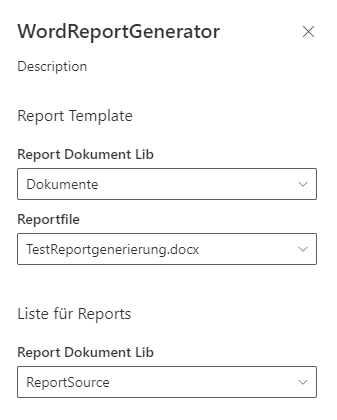 WordReportGenerator
Description
Report Template
Report Dokument Lib
Dokumente
Reportfile
TestReportgenerierung.docx
Liste für Reports
Report Dokument Lib
ReportSource